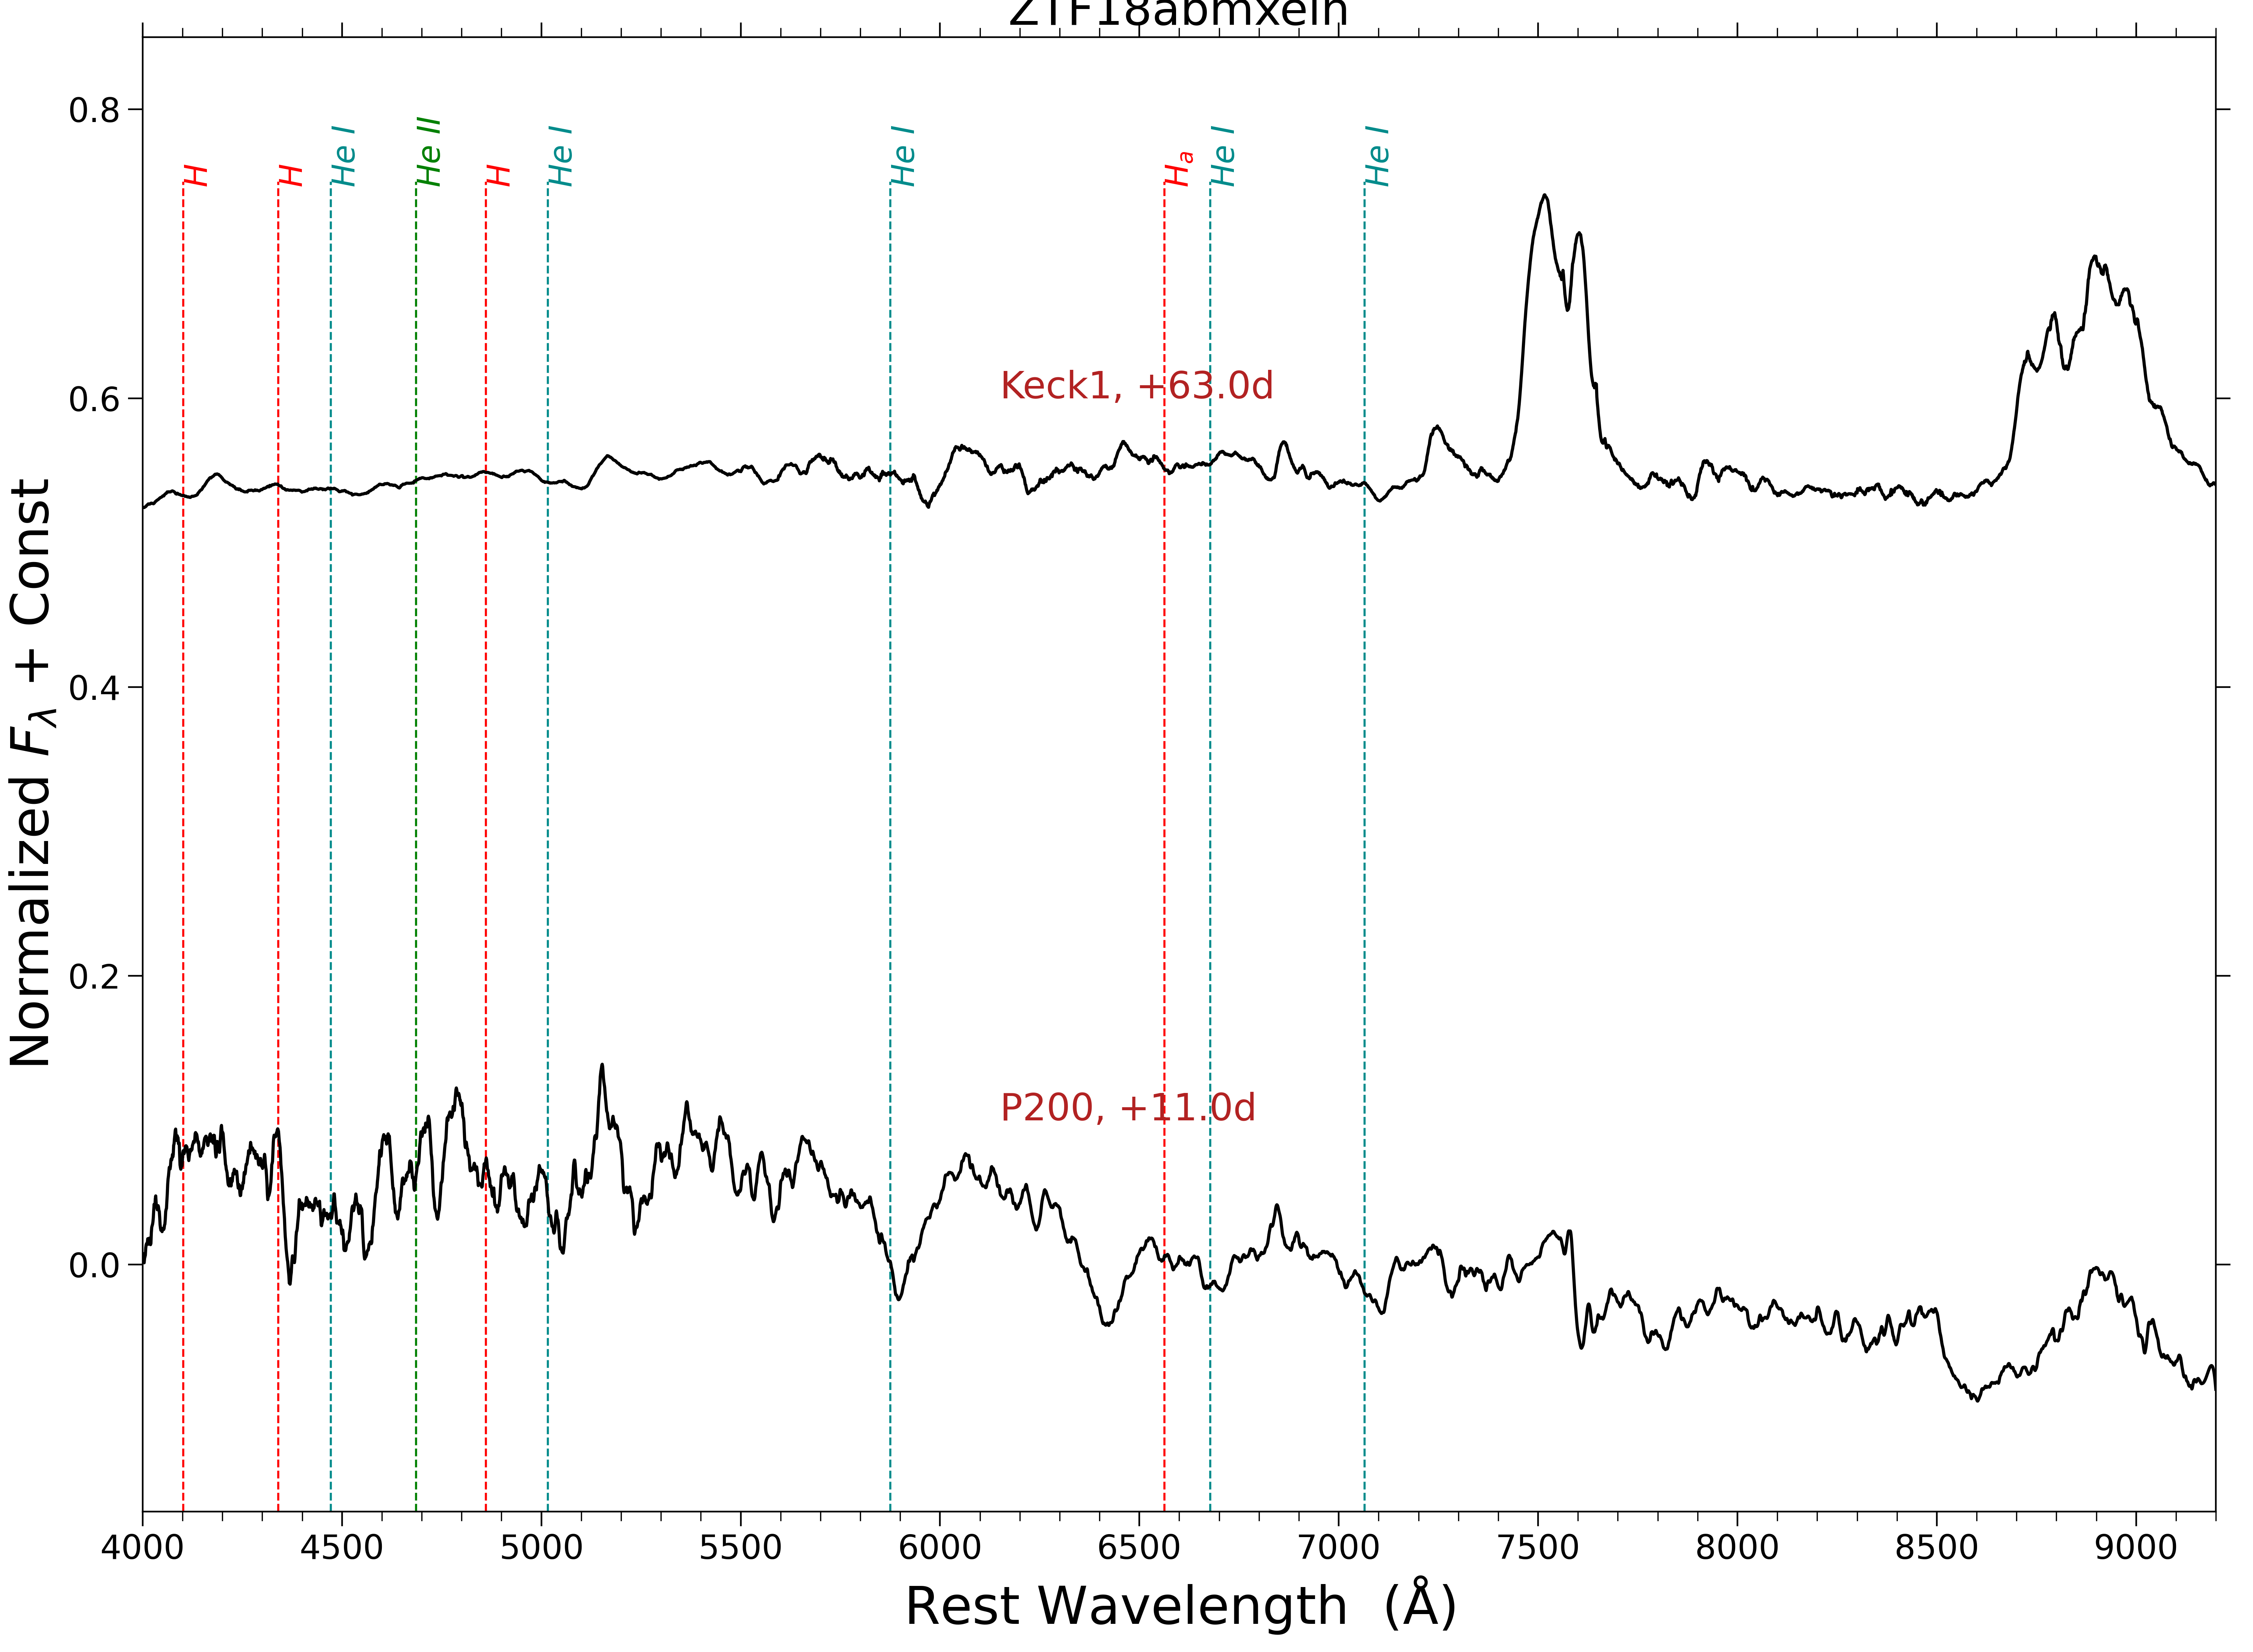 ZTF18abmxeln
0.8
0.6
0.4
0.2
0.0
Normalized Fλ + Const
H
H
He I
He II
H
He I
He I
Ha
He I
He I
Keck1, +63.0d
P200, +11.0d
4000 4500 5000 5500 6000 6500 7000 7500 8000 8500 9000
Rest Wavelength (Å)